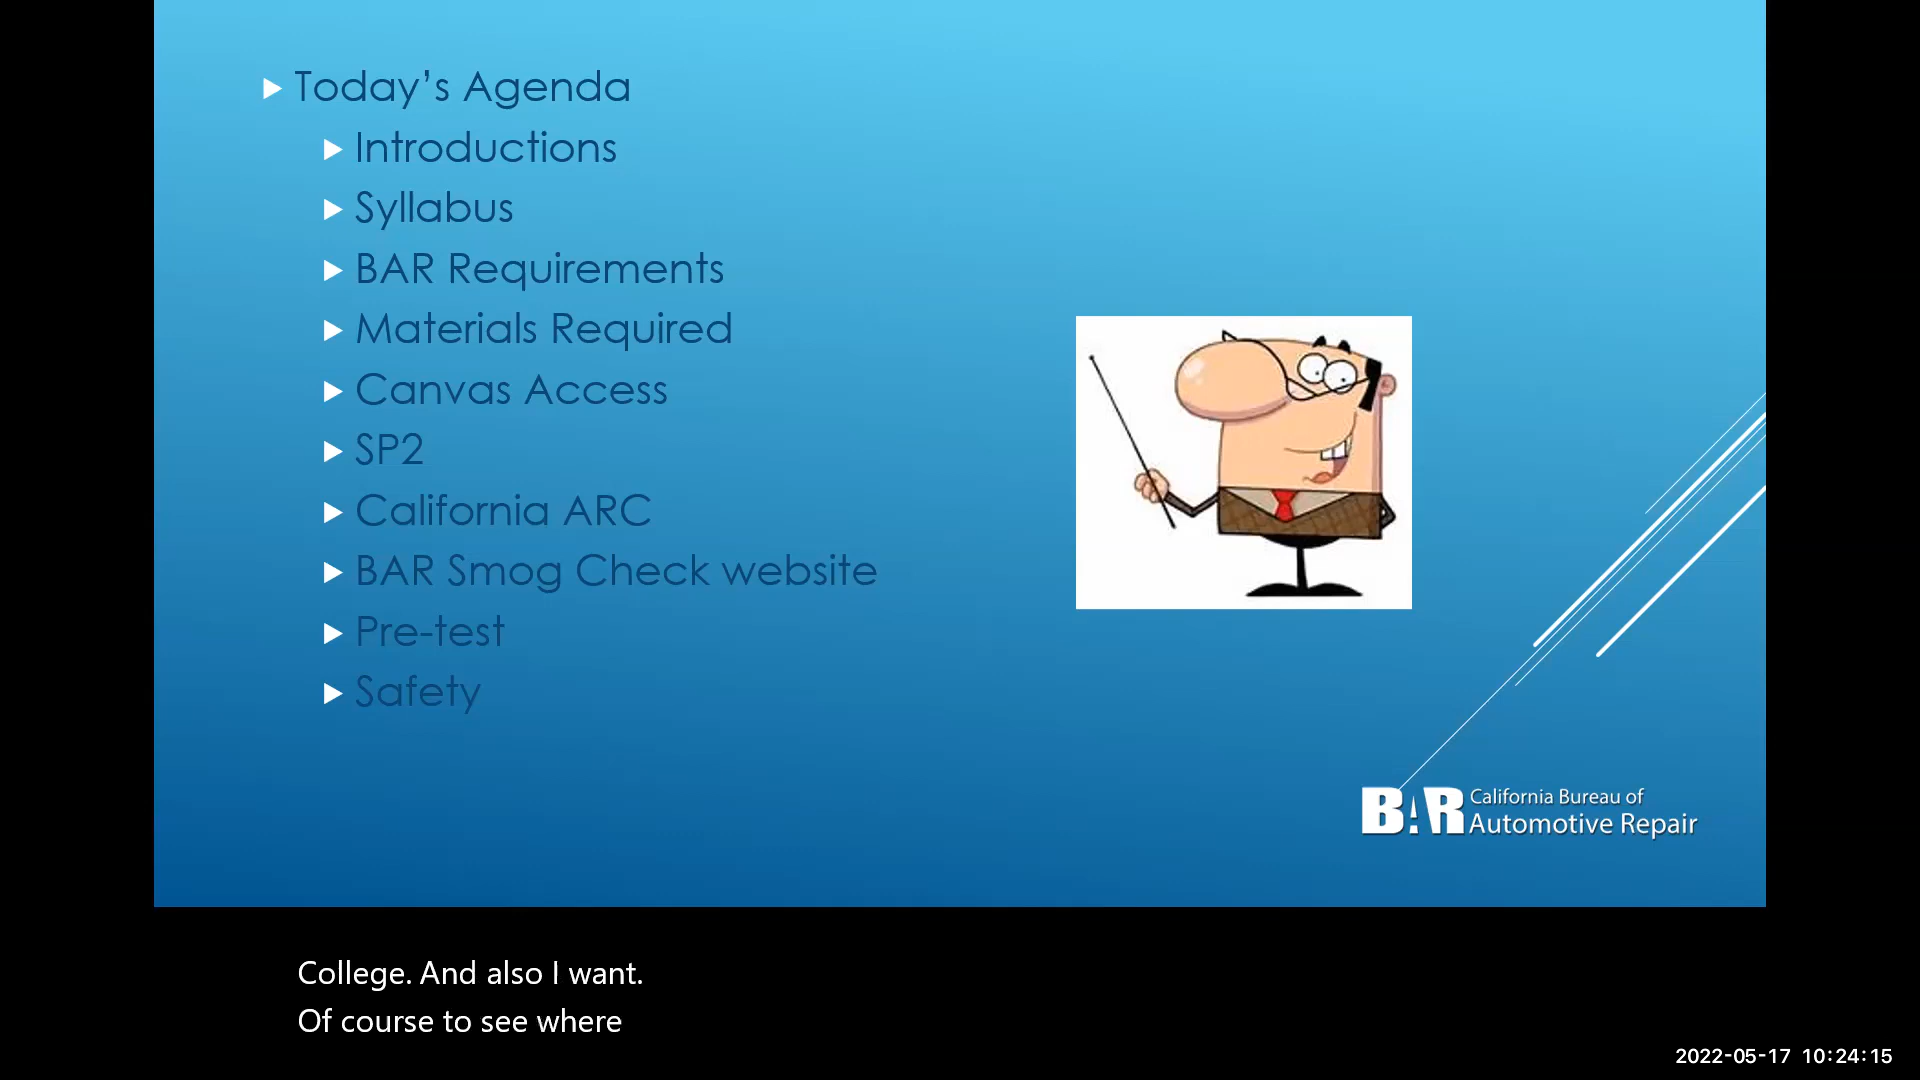 Today’s Agenda
Introductions
Syllabus
BAR Requirements
Materials Required
Canvas Access
SP2
California ARC
BAR Smog Check website
Pre-test
Safety
BAR California Bureau of
Automotive Repair
College. And also I want.
Of course to see where
2022-05-17 10:24:15